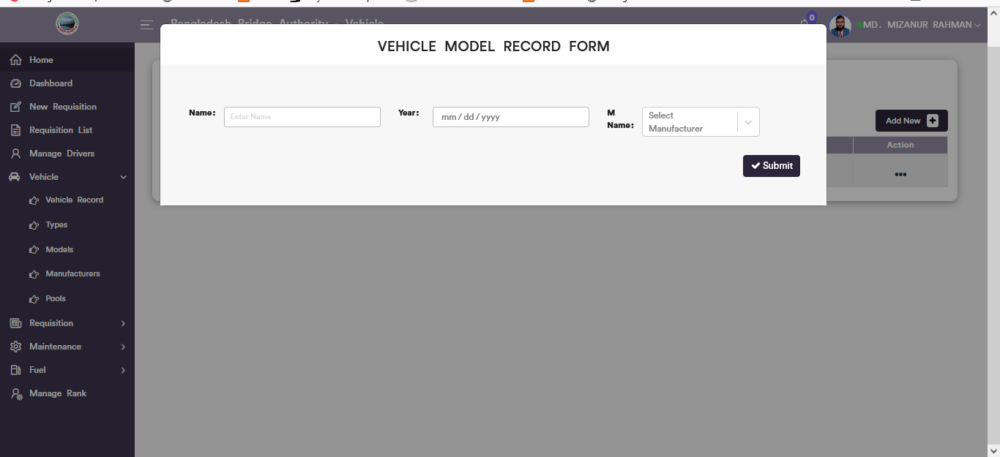 Bangladesh Bridge Authority - Vehicle
0
MD. MIZANUR RAHMAN
VEHICLE MODEL RECORD FORM
Home
Dashboard
New Requisition
Requisition List
Manage Drivers
Vehicle
Vehicle Record
Types
Models
Manufacturers
Pools
Requisition
Maintenance
Fuel
Manage Rank
Name:
Enter Name
Year:
mm / dd / yyyy
M
Name:
Select
Manufacturer
Submit
Add New
Action